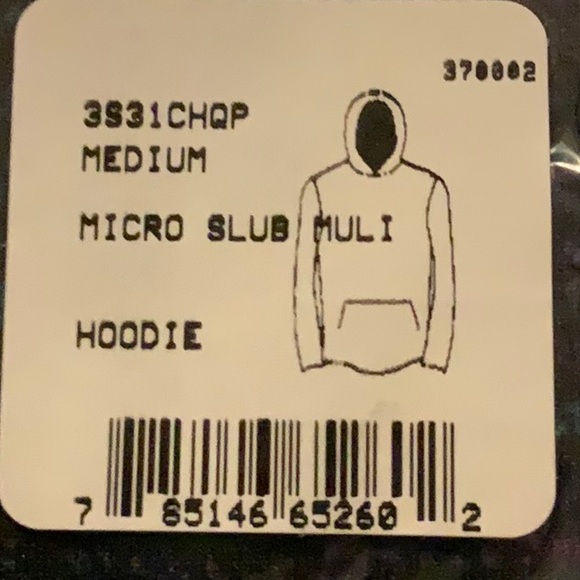 370002
3S31CHQP
MEDIUM
MICRO SLUB MULI
HOODIE
7 85146 65260 2